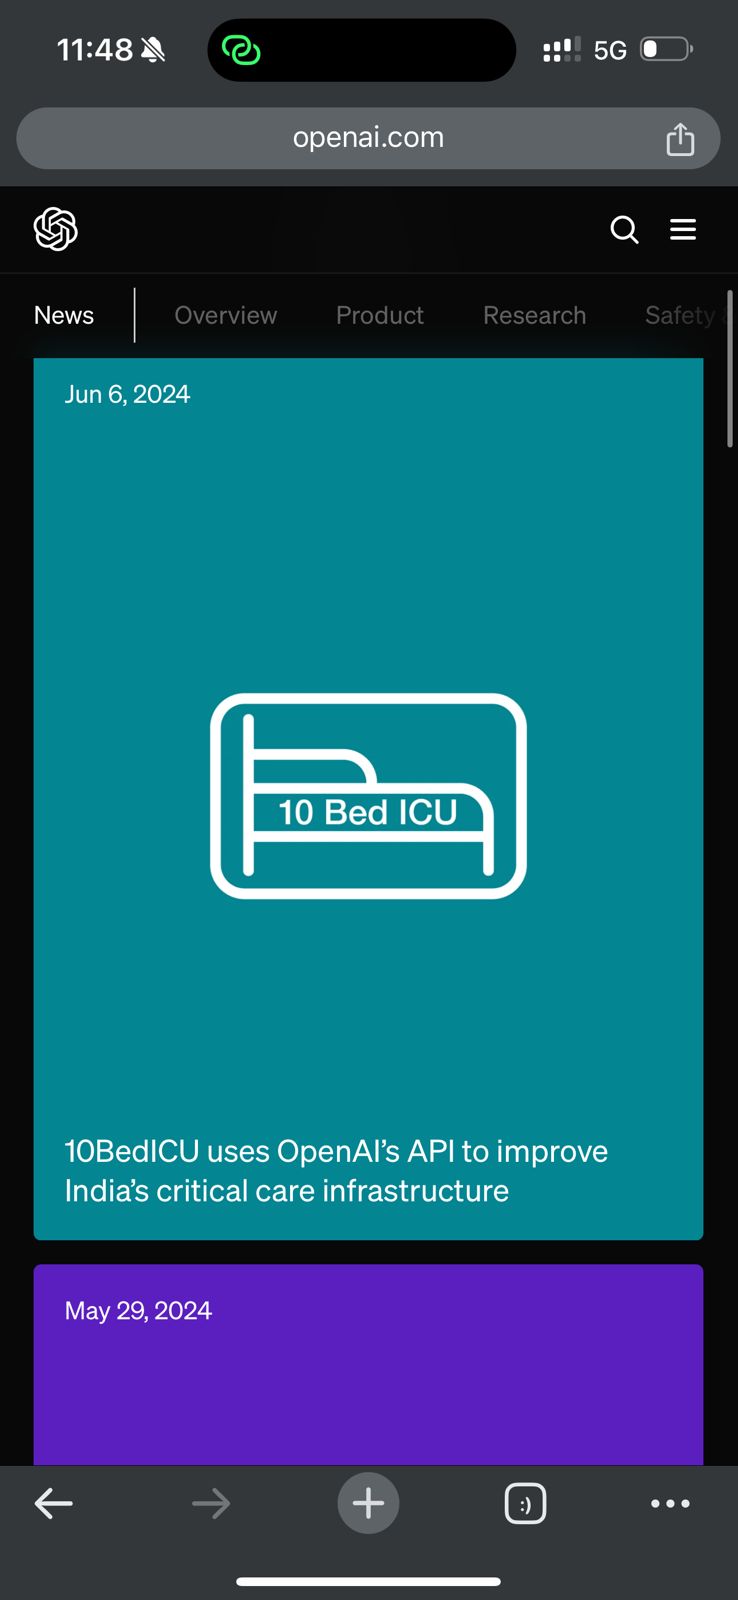 11:48
5G
openai.com
News
Overview
Product
Research
Safety
Jun 6, 2024
10 Bed ICU
10BedICU uses OpenAI’s API to improve
India’s critical care infrastructure
May 29, 2024
:)